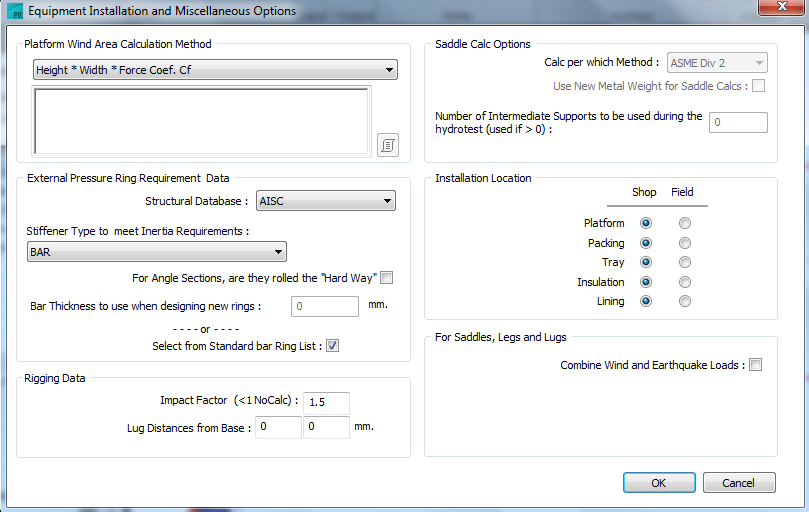 PV Equipment Installation and Miscellaneous Options
Platform Wind Area Calculation Method
Height * Width * Force Coef. Cf
External Pressure Ring Requirement Data
Structural Database : AISC
Stiffener Type to meet Inertia Requirements :
BAR
For Angle Sections, are they rolled the "Hard Way"
Bar Thickness to use when designing new rings : 0 mm.
- - - - or - - - -
Select from Standard bar Ring List :
Rigging Data
Impact Factor (<1 NoCalc) : 1.5
Lug Distances from Base : 0 0 mm.
Saddle Calc Options
Calc per which Method : ASME Div 2
Use New Metal Weight for Saddle Calcs :
Number of Intermediate Supports to be used during the
hydrotest (used if > 0) : 0
Installation Location
Shop Field
Platform
Packing
Tray
Insulation
Lining
For Saddles, Legs and Lugs
Combine Wind and Earthquake Loads :
OK Cancel